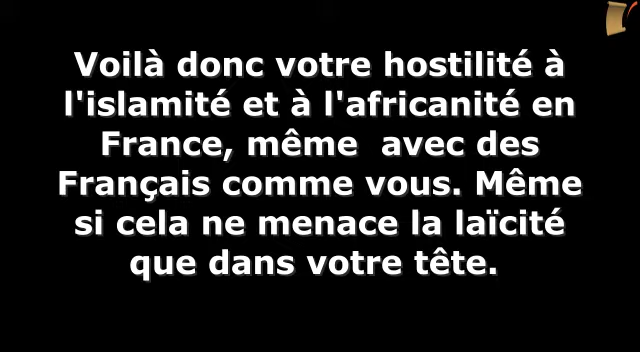 Voilà donc votre hostilité à
l'islamité et à l'africanité en
France, même  avec des
Français comme vous. Même
si cela ne menace la laïcité
que dans votre tête.